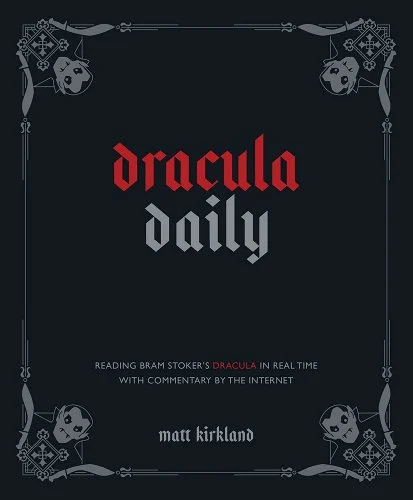 dracula
daily
READING BRAM STOKER'S DRACULA IN REAL TIME
WITH COMMENTARY BY THE INTERNET
matt kirkland